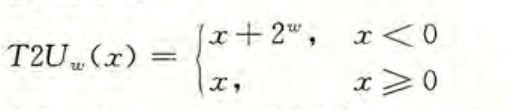 T2U_w(x) = { x + 2^w, x < 0
x, x ⩾ 0